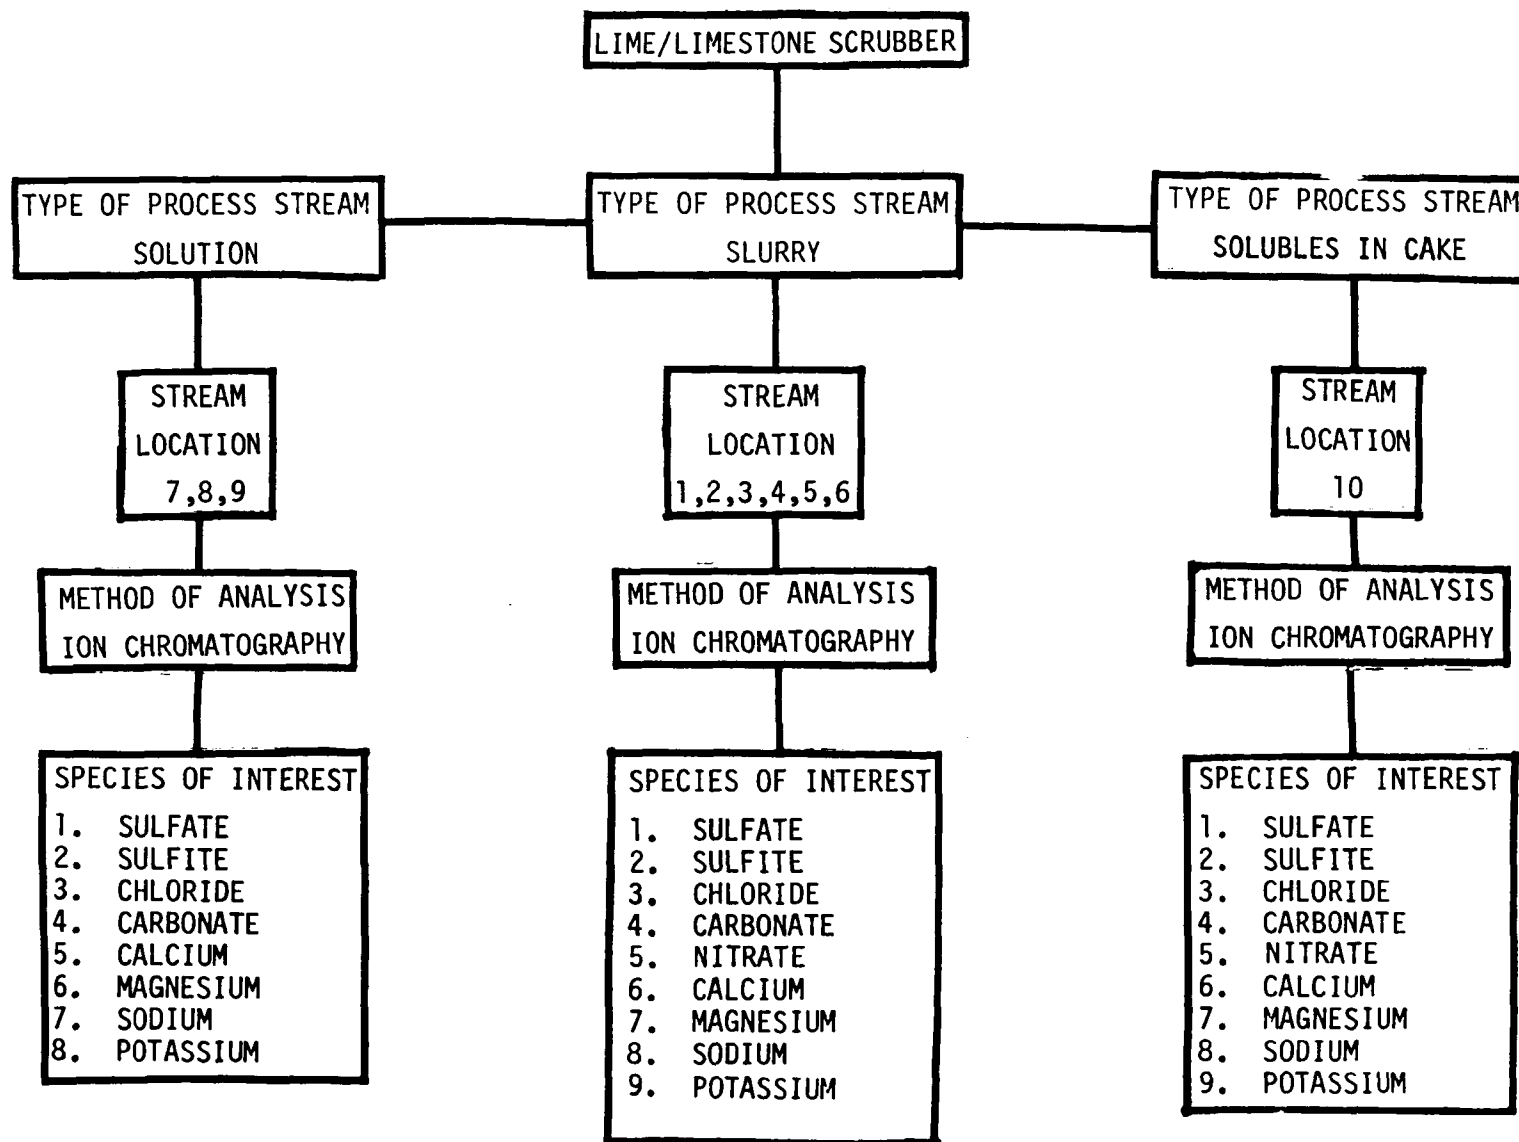 LIME/LIMESTONE SCRUBBER
TYPE OF PROCESS STREAM
SOLUTION
TYPE OF PROCESS STREAM
SLURRY
TYPE OF PROCESS STREAM
SOLUBLES IN CAKE
STREAM
LOCATION
7,8,9
STREAM
LOCATION
1,2,3,4,5,6
STREAM
LOCATION
10
METHOD OF ANALYSIS
ION CHROMATOGRAPHY
METHOD OF ANALYSIS
ION CHROMATOGRAPHY
METHOD OF ANALYSIS
ION CHROMATOGRAPHY
SPECIES OF INTEREST
1. SULFATE
2. SULFITE
3. CHLORIDE
4. CARBONATE
5. CALCIUM
6. MAGNESIUM
7. SODIUM
8. POTASSIUM
SPECIES OF INTEREST
1. SULFATE
2. SULFITE
3. CHLORIDE
4. CARBONATE
5. NITRATE
6. CALCIUM
7. MAGNESIUM
8. SODIUM
9. POTASSIUM
SPECIES OF INTEREST
1. SULFATE
2. SULFITE
3. CHLORIDE
4. CARBONATE
5. NITRATE
6. CALCIUM
7. MAGNESIUM
8. SODIUM
9. POTASSIUM